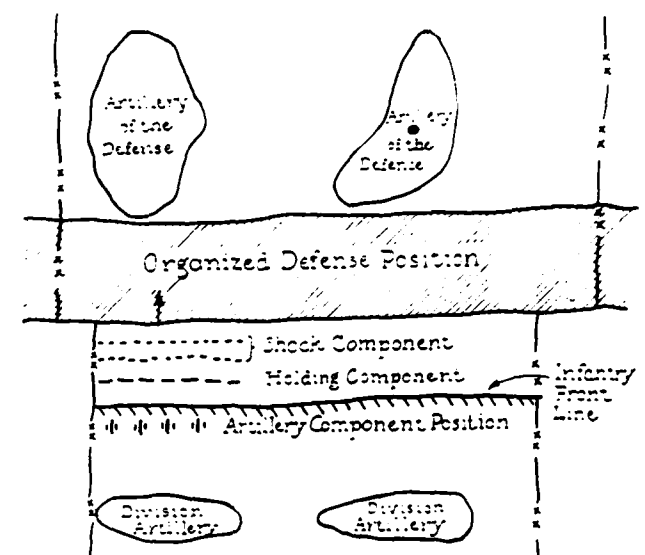 Artillery
of the
Defense
Artillery
of the
Defense
Organized Defense Position
Shock Component
Holding Component
Infantry
Front
Line
Artillery Component Position
Division
Artillery
Division
Artillery